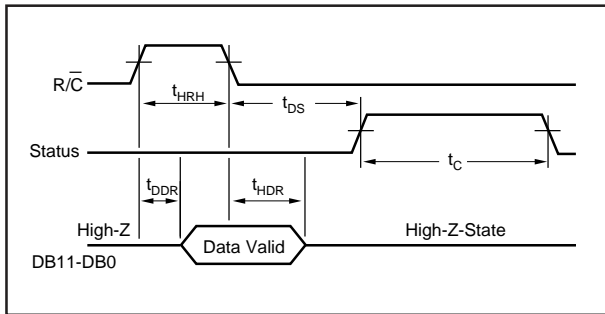 R/C̅
tHRH
tDS
Status
tC
tDDR
tHDR
High-Z
Data Valid
High-Z-State
DB11-DB0